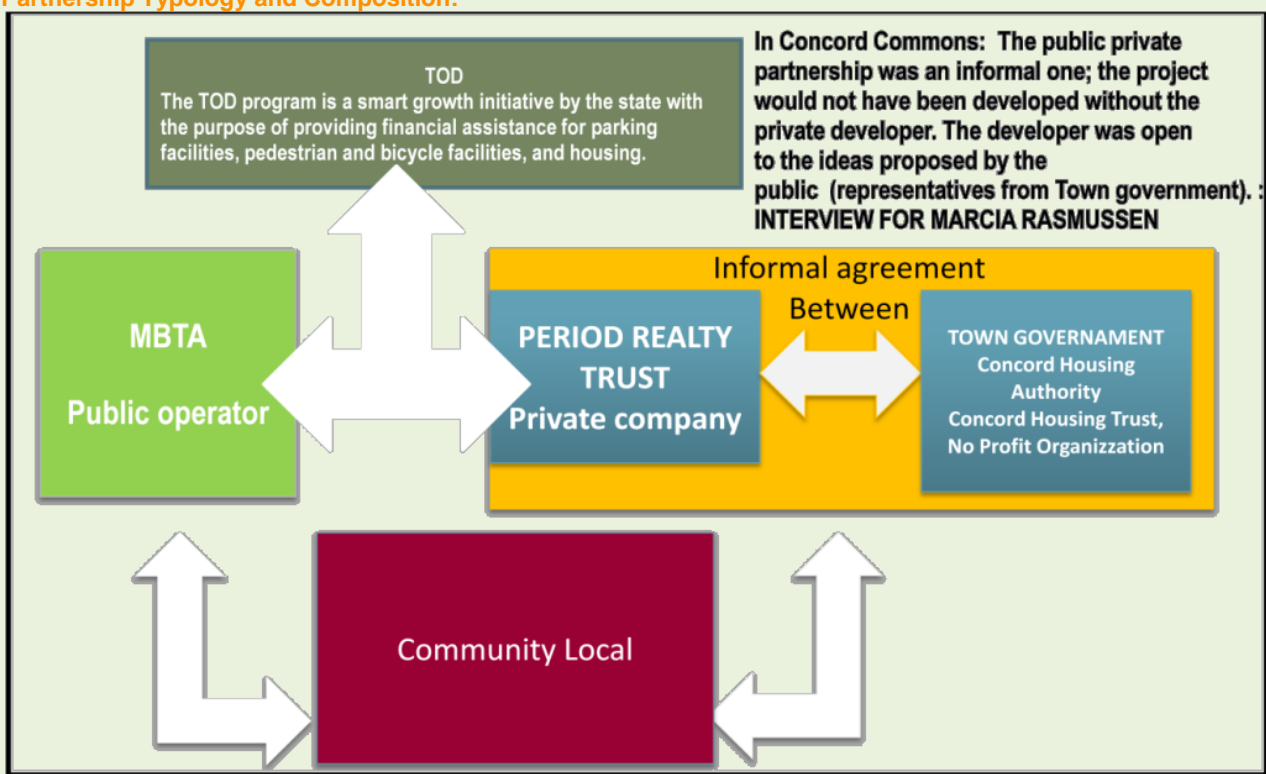 Partnership Typology and Composition:
TOD
The TOD program is a smart growth initiative by the state with
the purpose of providing financial assistance for parking
facilities, pedestrian and bicycle facilities, and housing.
In Concord Commons: The public private
partnership was an informal one; the project
would not have been developed without the
private developer. The developer was open
to the ideas proposed by the
public (representatives from Town government). :
INTERVIEW FOR MARCIA RASMUSSEN
MBTA
Public operator
Informal agreement
Between
PERIOD REALTY
TRUST
Private company
TOWN GOVERNAMENT
Concord Housing
Authority
Concord Housing Trust,
No Profit Organizzation
Community Local